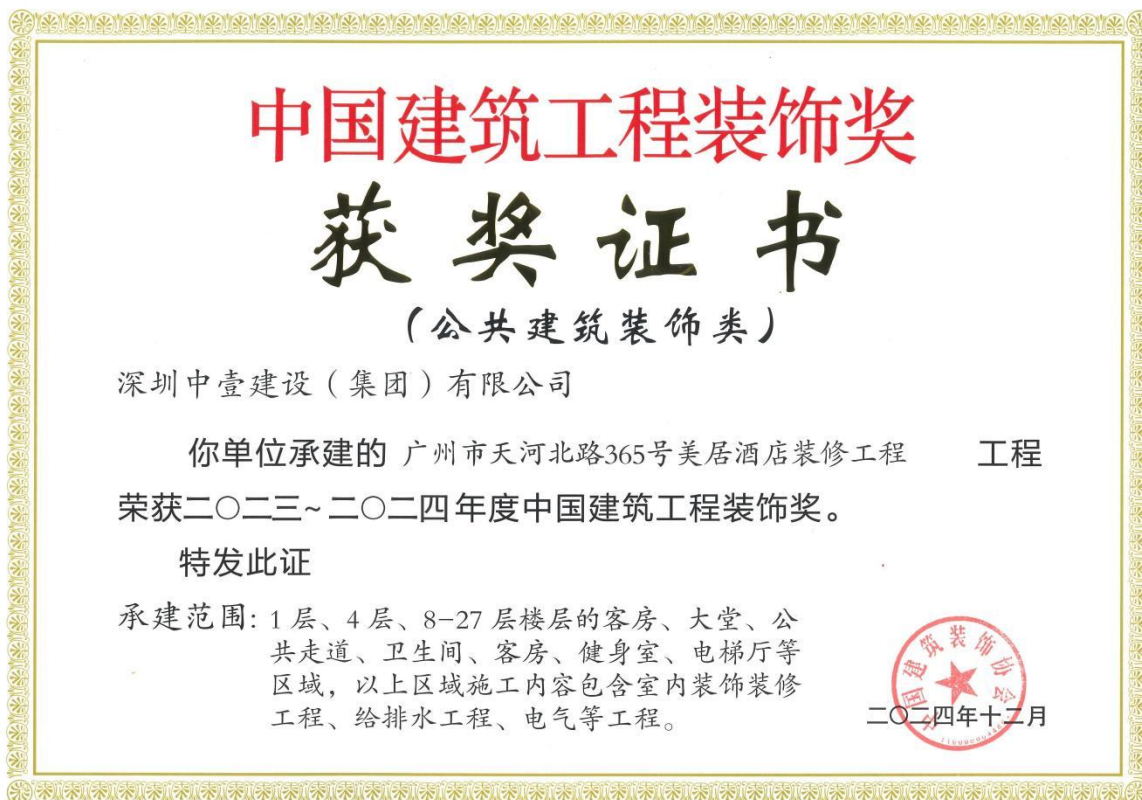 中国建筑工程装饰奖
获奖证书
（公共建筑装饰类）
深圳中壹建设（集团）有限公司
你单位承建的 广州市天河北路365号美居酒店装修工程 工程
荣获二〇二三~二〇二四年度中国建筑工程装饰奖。
特发此证
承建范围：1层、4层、8-27层楼层的客房、大堂、公
共走道、卫生间、客房、健身室、电梯厅等
区域，以上区域施工内容包含室内装饰装修
工程、给排水工程、电气等工程。
中国建筑装饰协会
二〇二四年十二月